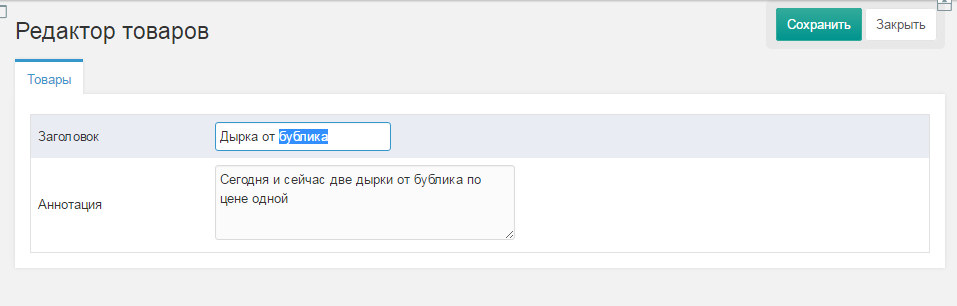 Редактор товаров
Сохранить
Закрыть
Товары
Заголовок
Дырка от бублика
Аннотация
Сегодня и сейчас две дырки от бублика по
цене одной